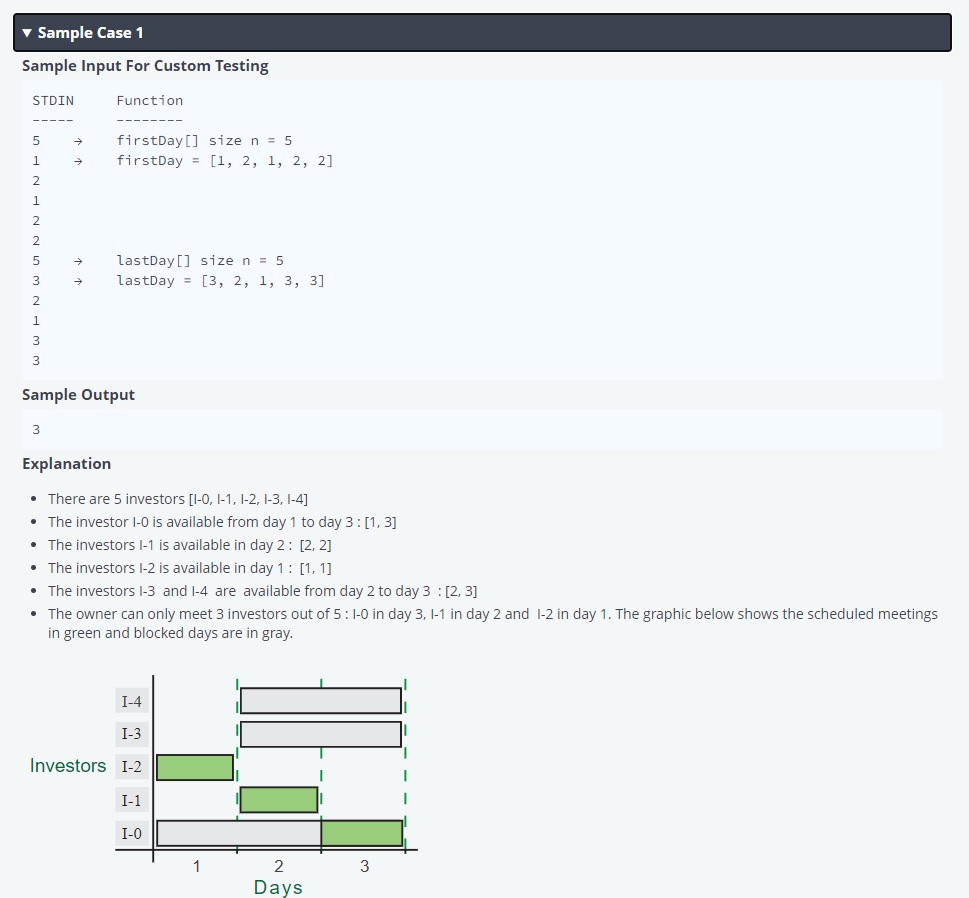 ▼ Sample Case 1
Sample Input For Custom Testing
STDIN     Function
-----     --------
5    →    firstDay[] size n = 5
1    →    firstDay = [1, 2, 1, 2, 2]
2
1
2
2
5    →    lastDay[] size n = 5
3    →    lastDay = [3, 2, 1, 3, 3]
2
1
3
3
Sample Output
3
Explanation
• There are 5 investors [I-0, I-1, I-2, I-3, I-4]
• The investor I-0 is available from day 1 to day 3 : [1, 3]
• The investors I-1 is available in day 2 :  [2, 2]
• The investors I-2 is available in day 1 :  [1, 1]
• The investors I-3  and I-4  are  available from day 2 to day 3  : [2, 3]
• The owner can only meet 3 investors out of 5 : I-0 in day 3, I-1 in day 2 and  I-2 in day 1. The graphic below shows the scheduled meetings
in green and blocked days are in gray.
I-4
I-3
Investors I-2
I-1
I-0
1 2 3
Days